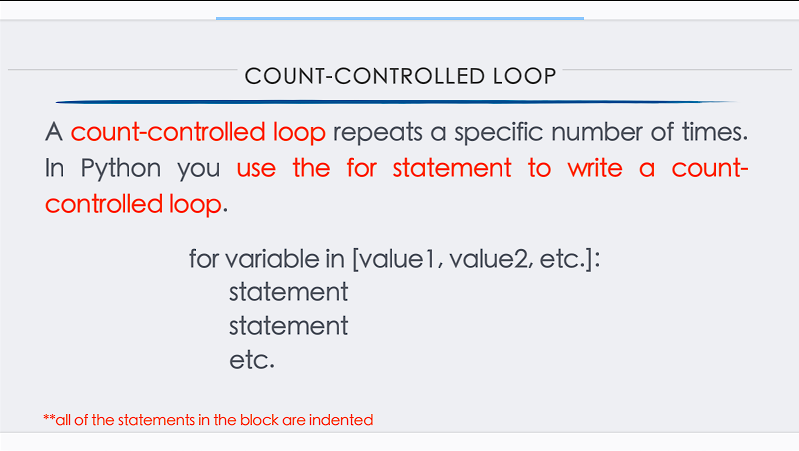 COUNT-CONTROLLED LOOP
A count-controlled loop repeats a specific number of times.
In Python you use the for statement to write a count-
controlled loop.
for variable in [value1, value2, etc.]:
statement
statement
etc.
**all of the statements in the block are indented